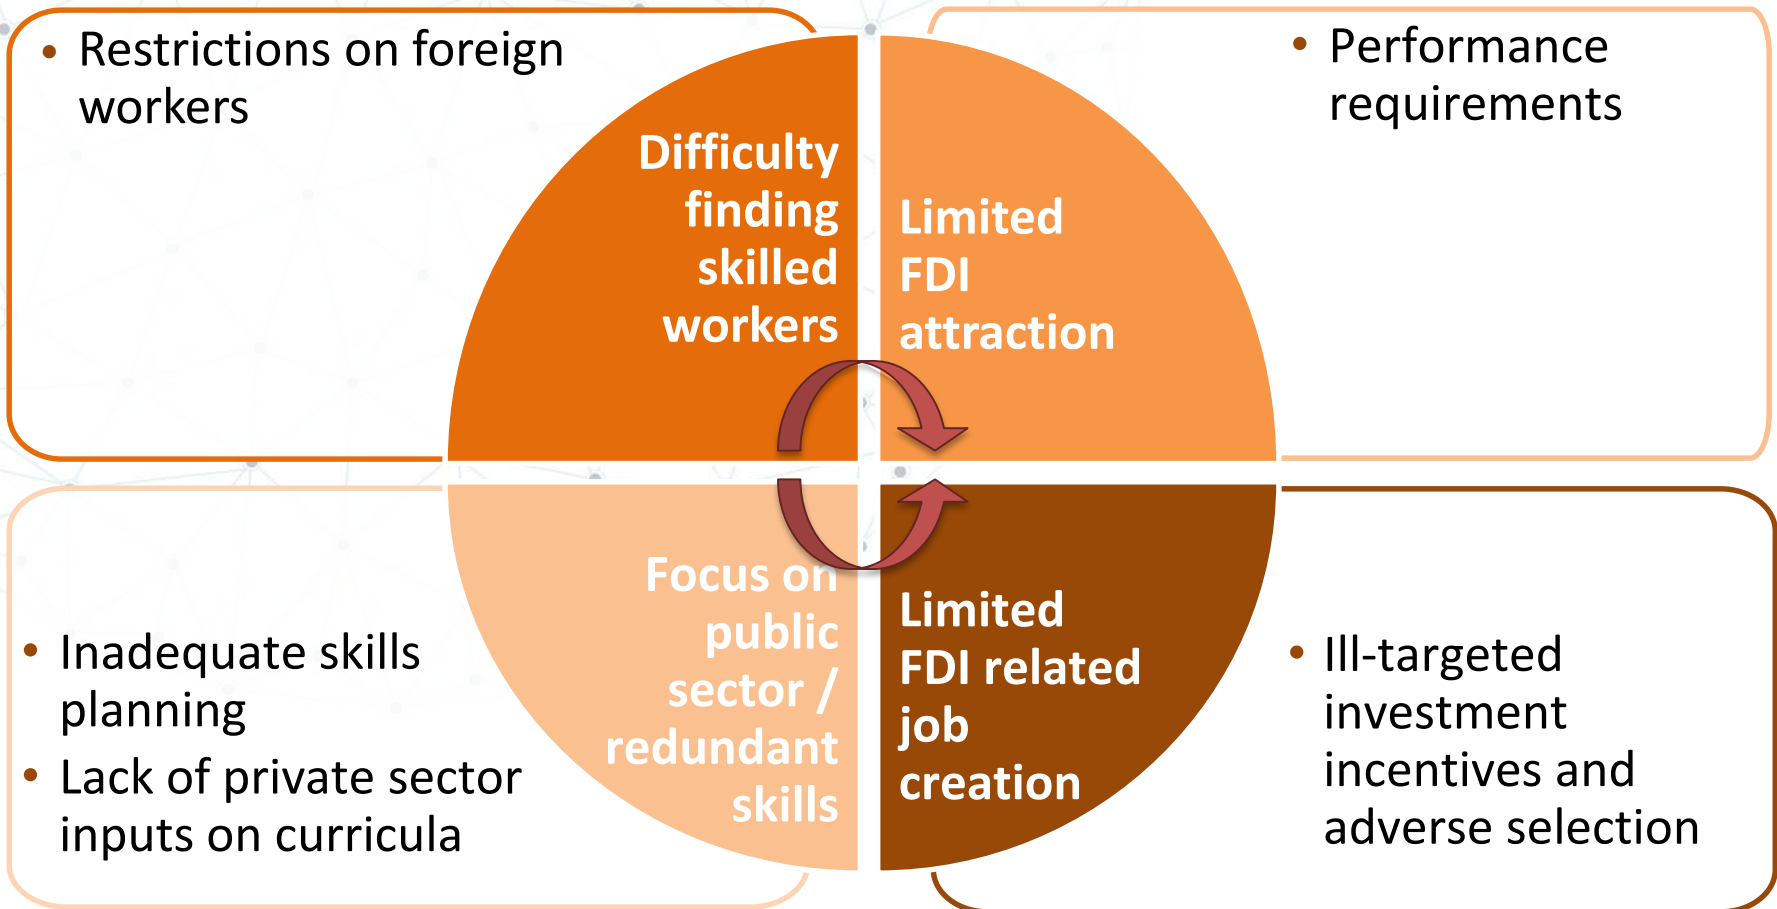 • Restrictions on foreign
workers
Difficulty
finding
skilled
workers
Limited
FDI
attraction
• Performance
requirements
• Inadequate skills
planning
• Lack of private sector
inputs on curricula
Focus on
public
sector /
redundant
skills
Limited
FDI related
job
creation
• Ill-targeted
investment
incentives and
adverse selection